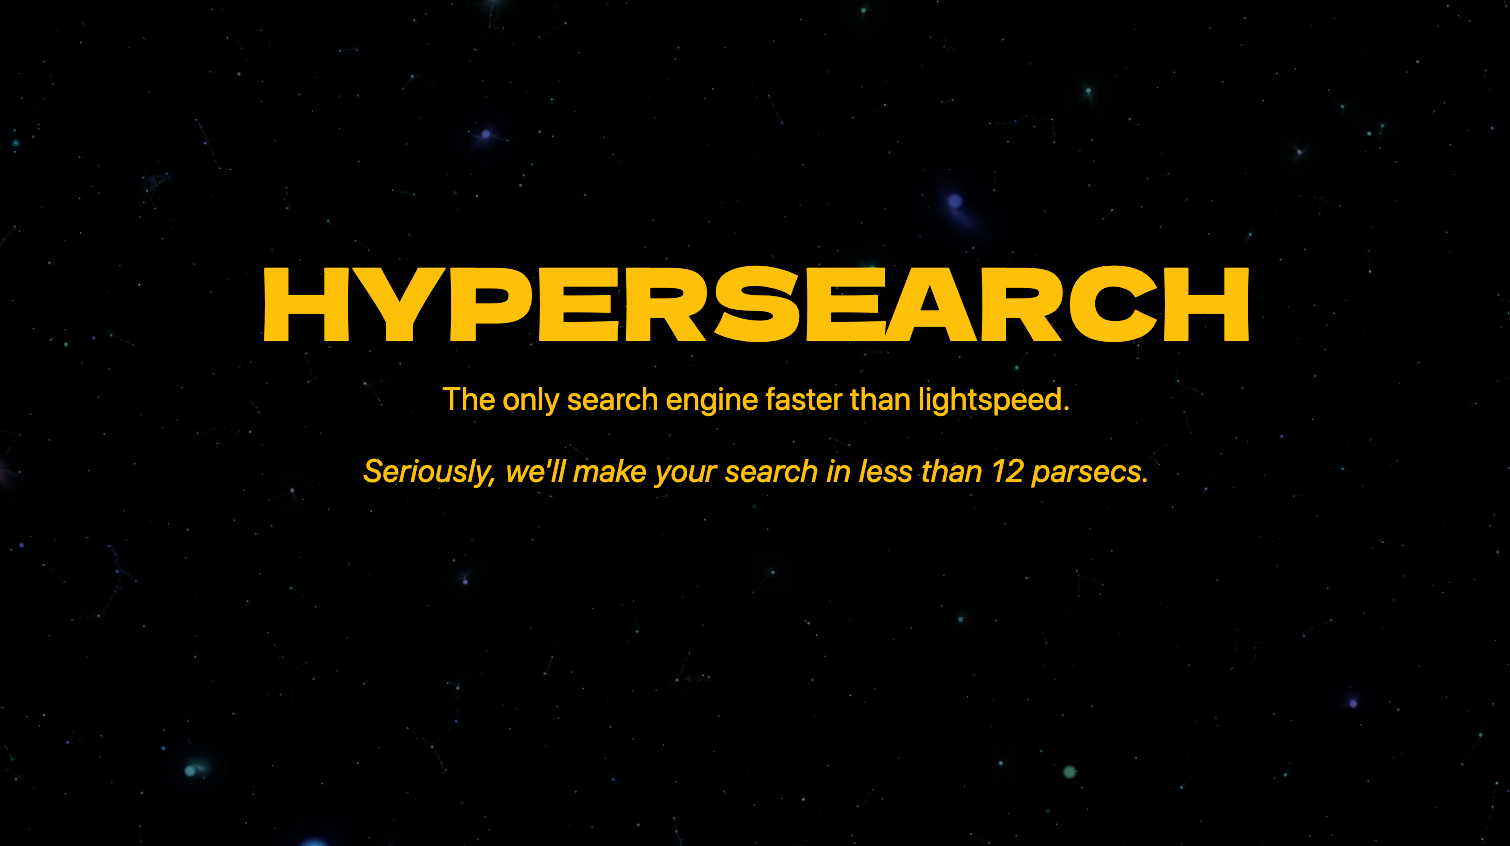 HYPERSEARCH
The only search engine faster than lightspeed.
Seriously, we'll make your search in less than 12 parsecs.